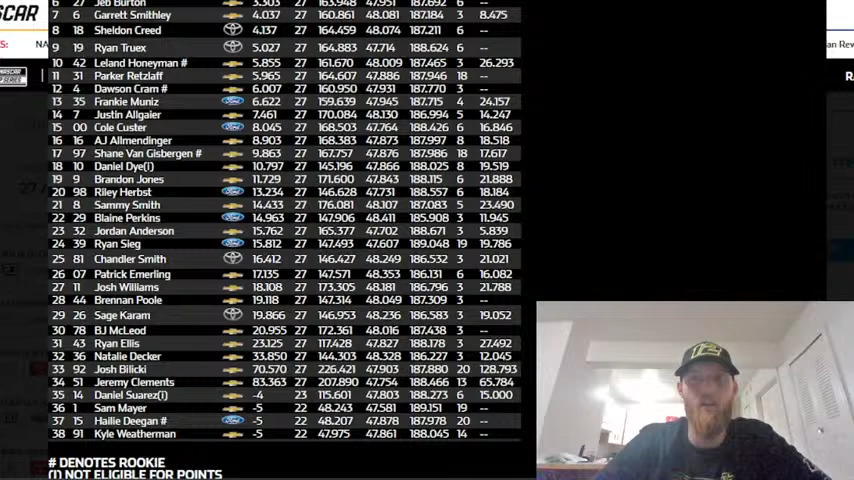 SCAR
6 27 Jeb Burton 3.303 27 163.948 47.951 187.692 6 --
7 6 Garrett Smithley 4.037 27 160.861 48.081 187.184 3 8.475
8 18 Sheldon Creed 4.137 27 164.459 48.074 187.211 6 --
9 19 Ryan Truex 5.027 27 164.883 47.714 188.624 6 --
10 42 Leland Honeyman # 5.855 27 161.670 48.009 187.465 3 26.293
11 31 Parker Retzlaff 5.965 27 164.607 47.886 187.946 18 --
12 4 Dawson Cram # 6.007 27 160.950 47.931 187.770 3 --
13 35 Frankie Muniz 6.622 27 159.639 47.945 187.715 4 24.157
14 7 Justin Allgaier 7.461 27 170.084 48.130 186.994 5 14.247
15 00 Cole Custer 8.045 27 168.503 47.764 188.426 6 16.846
16 16 AJ Allmendinger 8.903 27 168.383 47.873 187.997 8 18.518
17 97 Shane Van Gisbergen # 9.863 27 167.757 47.876 187.986 18 17.617
18 10 Daniel Dye(i) 10.797 27 145.196 47.866 188.025 8 19.519
19 9 Brandon Jones 11.729 27 171.600 47.843 188.115 6 21.888
20 98 Riley Herbst 13.234 27 146.628 47.731 188.557 6 18.184
21 8 Sammy Smith 14.433 27 176.081 48.107 187.083 5 23.490
22 29 Blaine Perkins 14.963 27 147.906 48.411 185.908 3 11.945
23 32 Jordan Anderson 15.762 27 165.377 47.702 188.671 3 5.839
24 39 Ryan Sieg 15.812 27 147.493 47.607 189.048 19 19.786
25 81 Chandler Smith 16.412 27 146.427 48.249 186.532 3 21.021
26 07 Patrick Emerling 17.135 27 147.571 48.353 186.131 6 16.082
27 11 Josh Williams 18.108 27 173.305 48.181 186.796 3 21.788
28 44 Brennan Poole 19.118 27 147.314 48.049 187.309 3 --
29 26 Sage Karam 19.866 27 146.953 48.236 186.583 3 19.052
30 78 BJ McLeod 20.955 27 172.361 48.016 187.438 3 --
31 43 Ryan Ellis 23.125 27 117.428 47.827 188.178 3 27.492
32 36 Natalie Decker 33.850 27 144.303 48.328 186.227 3 12.045
33 92 Josh Bilicki 70.570 27 226.421 47.903 187.880 20 128.793
34 51 Jeremy Clements 83.363 27 207.890 47.754 188.466 13 65.784
35 14 Daniel Suarez(i) -4 23 115.601 47.803 188.273 6 15.000
36 1 Sam Mayer -5 22 48.243 47.581 189.151 19 --
37 15 Hailie Deegan # -5 22 48.207 47.878 187.978 20 --
38 91 Kyle Weatherman -5 22 47.975 47.861 188.045 14 --
# DENOTES ROOKIE
(i) NOT ELIGIBLE FOR POINTS